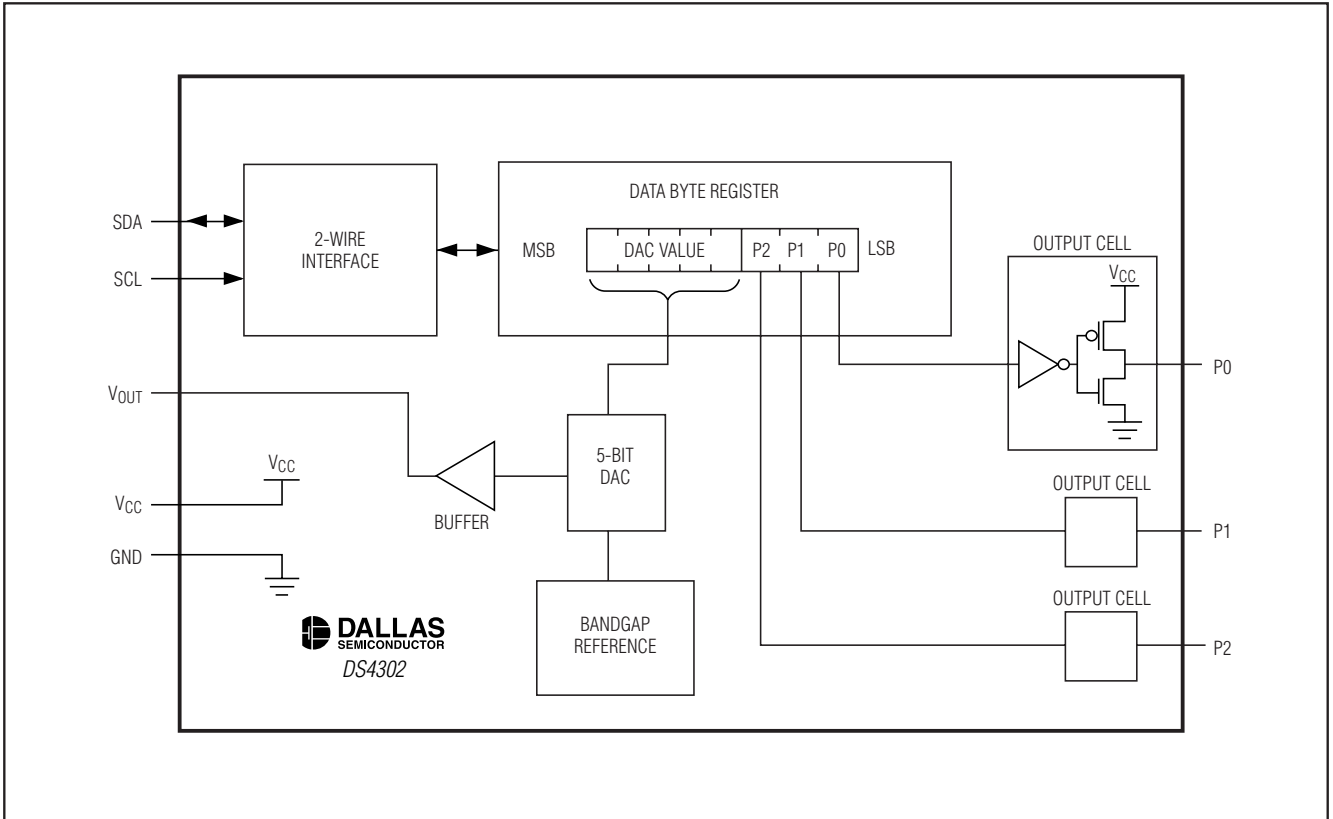 DATA BYTE REGISTER
SDA
SCL
2-WIRE
INTERFACE
MSB
DAC VALUE
P2
P1
P0
LSB
OUTPUT CELL
VCC
P0
VOUT
5-BIT
DAC
BUFFER
VCC
VCC
GND
OUTPUT CELL
P1
BANDGAP
REFERENCE
OUTPUT CELL
P2
DALLAS
SEMICONDUCTOR
DS4302